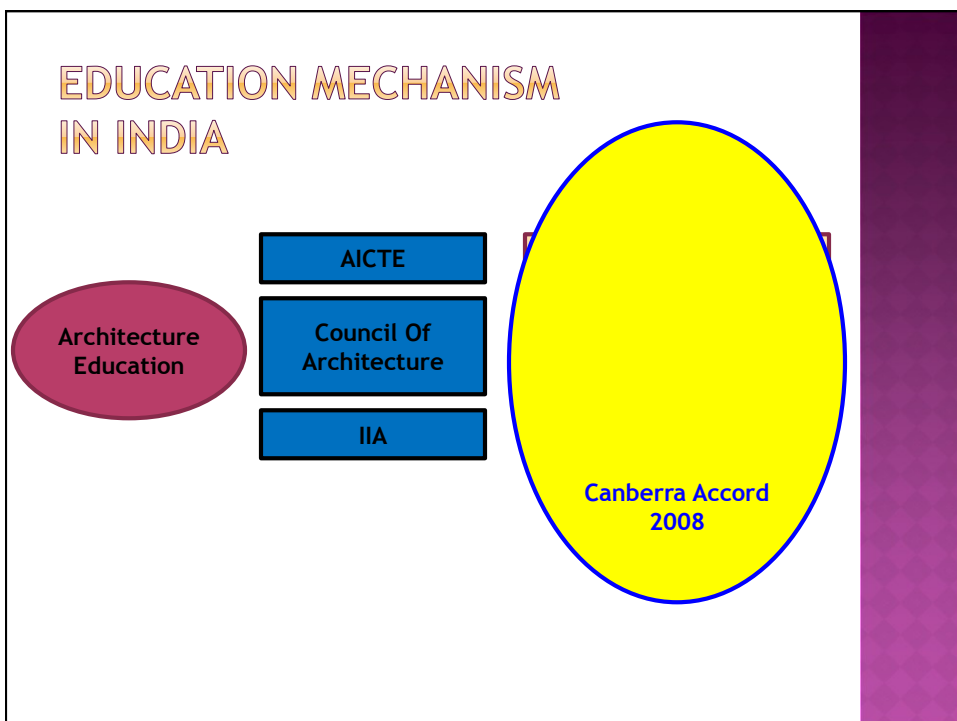 EDUCATION MECHANISM
IN INDIA
AICTE
Architecture
Education
Council Of
Architecture
IIA
Canberra Accord
2008